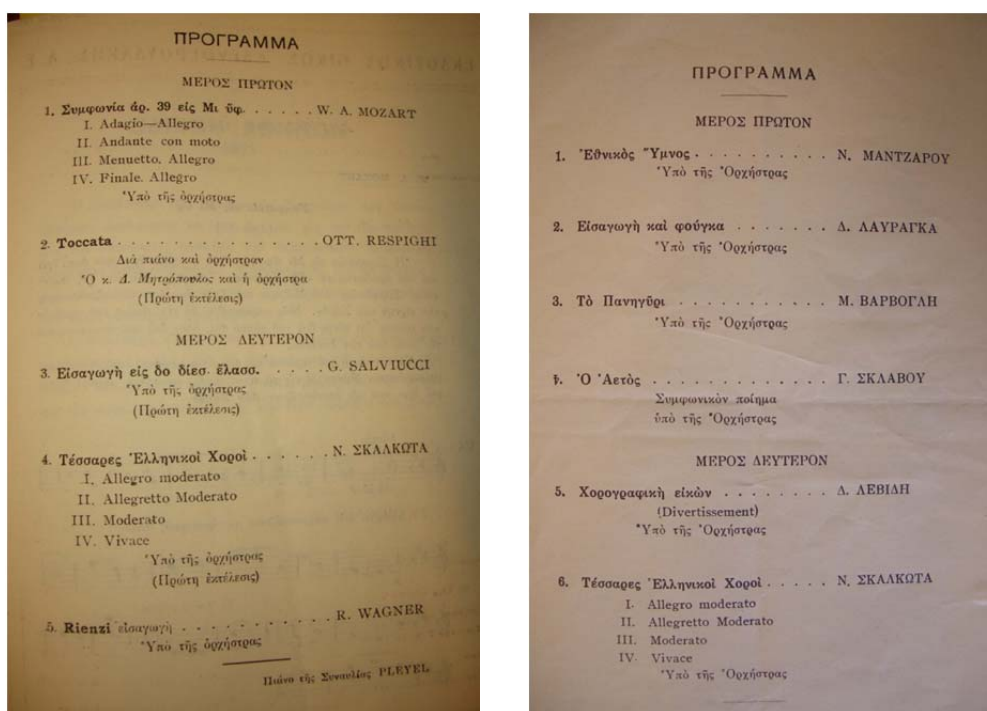 ΠΡΟΓΡΑΜΜΑ
ΜΕΡΟΣ ΠΡΩΤΟΝ
1. Συμφωνία ἀρ. 39 εἰς Μι ὕφ. . . . . . W. A. MOZART
I. Adagio—Allegro
II. Andante con moto
III. Menuetto. Allegro
IV. Finale. Allegro
Ὑπὸ τῆς ὀρχήστρας
2. Toccata . . . . . . . . . . . . . . . OTT. RESPIGHI
Διὰ πιάνο καὶ ὀρχήστραν
Ὁ κ. Δ. Μητρόπουλος καὶ ἡ ὀρχήστρα
(Πρώτη ἐκτέλεσις)
ΜΕΡΟΣ ΔΕΥΤΕΡΟΝ
3. Εἰσαγωγὴ εἰς δο δίεσ. ἔλασσ. . . . . G. SALVIUCCI
Ὑπὸ τῆς ὀρχήστρας
(Πρώτη ἐκτέλεσις)
4. Τέσσαρες Ἑλληνικοὶ Χοροὶ . . . . . . Ν. ΣΚΑΛΚΩΤΑ
I. Allegro moderato
II. Allegretto Moderato
III. Moderato
IV. Vivace
Ὑπὸ τῆς ὀρχήστρας
(Πρώτη ἐκτέλεσις)
5. Rienzi εἰσαγωγὴ . . . . . . . . . . . R. WAGNER
Ὑπὸ τῆς ὀρχήστρας
Πιάνο τῆς Συναυλίας PLEYEL
ΠΡΟΓΡΑΜΜΑ
ΜΕΡΟΣ ΠΡΩΤΟΝ
1. Ἐθνικὸς Ὕμνος . . . . . . . . . . Ν. ΜΑΝΤΖΑΡΟΥ
Ὑπὸ τῆς Ὀρχήστρας
2. Εἰσαγωγὴ καὶ φούγκα . . . . . . . Δ. ΛΑΥΡΑΓΚΑ
Ὑπὸ τῆς Ὀρχήστρας
3. Τὸ Πανηγῦρι . . . . . . . . . . . Μ. ΒΑΡΒΟΓΛΗ
Ὑπὸ τῆς Ὀρχήστρας
4. Ὁ Ἀετὸς . . . . . . . . . . . . . Γ. ΣΚΛΑΒΟΥ
Συμφωνικὸν ποίημα
ὑπὸ τῆς Ὀρχήστρας
ΜΕΡΟΣ ΔΕΥΤΕΡΟΝ
5. Χορογραφικὴ εἰκὼν . . . . . . . . Δ. ΛΕΒΙΔΗ
(Divertissement)
Ὑπὸ τῆς Ὀρχήστρας
6. Τέσσαρες Ἑλληνικοὶ Χοροὶ . . . . . Ν. ΣΚΑΛΚΩΤΑ
I. Allegro moderato
II. Allegretto Moderato
III. Moderato
IV. Vivace
Ὑπὸ τῆς Ὀρχήστρας